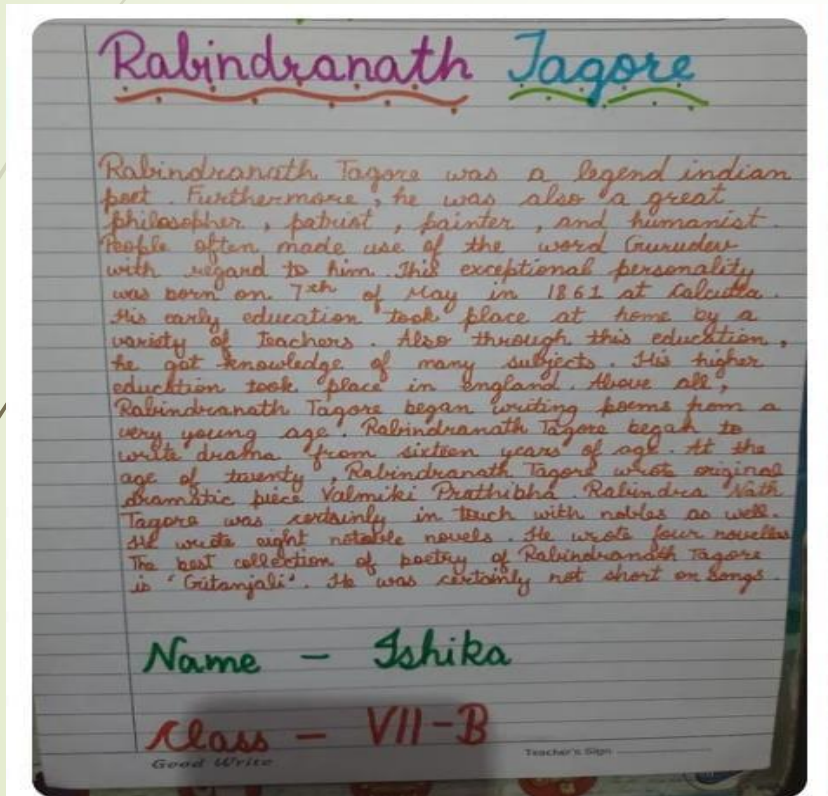 Rabindranath Tagore
Rabindranath Tagore was a legend indian
poet. Furthermore, he was also a great
philosopher, patriot, painter, and humanist.
People often made use of the word Gurudev
with regard to him. This exceptional personality
was born on 7th of May in 1861 at Calcutta.
His early education took place at home by a
variety of teachers. Also through this education,
he got knowledge of many subjects. His higher
educktion took place in england. Above all,
Rabindranath Tagore began writing poems from a
very young age. Rabindranath Tagore began to
write drama from sixteen years of age. At the
age of twenty, Rabindranath Tagore wrote original
dramatic piece Valmiki Prathibha. Rabindra Nath
Tagore was certainly in touch with nobles as well.
He wrote eight notable novels. He wrote four novellas
The best collection of poetry of Rabindranath Tagore
is "Gitanjali". He was certainly not short on songs.
Name - Ishika
Class - VII-B
Good Write Teacher's Sign